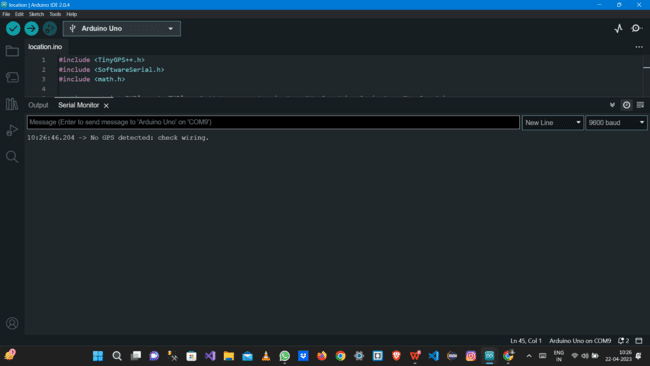 location | Arduino IDE 2.0.4
File Edit Sketch Tools Help
Arduino Uno
location.ino
1 #include <TinyGPS++.h>
2 #include <SoftwareSerial.h>
3 #include <math.h>
4
Output Serial Monitor
Message (Enter to send message to 'Arduino Uno' on 'COM9')
New Line
9600 baud
10:26:46.204 -> No GPS detected: check wiring.
Ln 45, Col 1 Arduino Uno on COM9 2
ENG
IN
10:26
22-04-2023